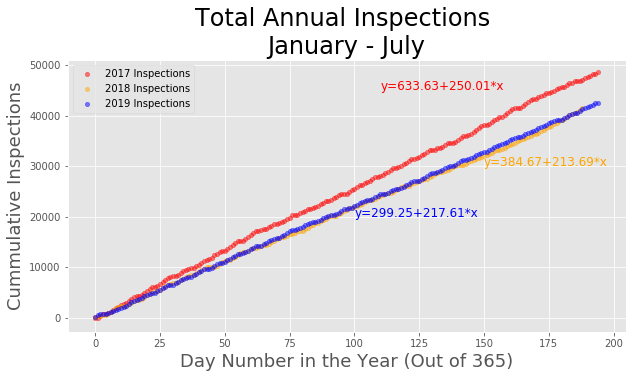 Total Annual Inspections
January - July
2017 Inspections
2018 Inspections
2019 Inspections
y=633.63+250.01*x
y=384.67+213.69*x
y=299.25+217.61*x
Cummulative Inspections
50000
40000
30000
20000
10000
0
0 25 50 75 100 125 150 175 200
Day Number in the Year (Out of 365)